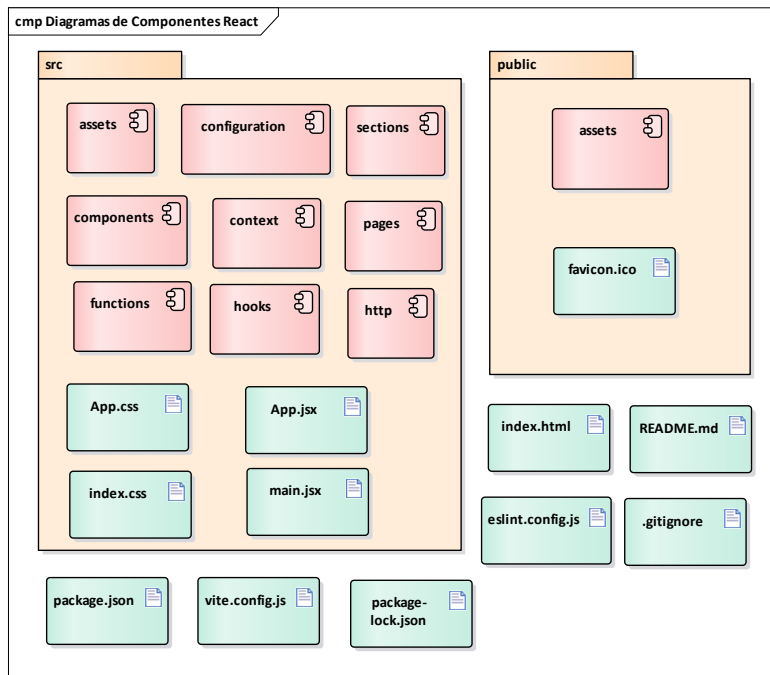 cmp Diagramas de Componentes React
src
public
assets
configuration
sections
assets
components
context
pages
favicon.ico
functions
hooks
http
App.css
App.jsx
index.html
README.md
index.css
main.jsx
eslint.config.js
.gitignore
package.json
vite.config.js
package-
lock.json